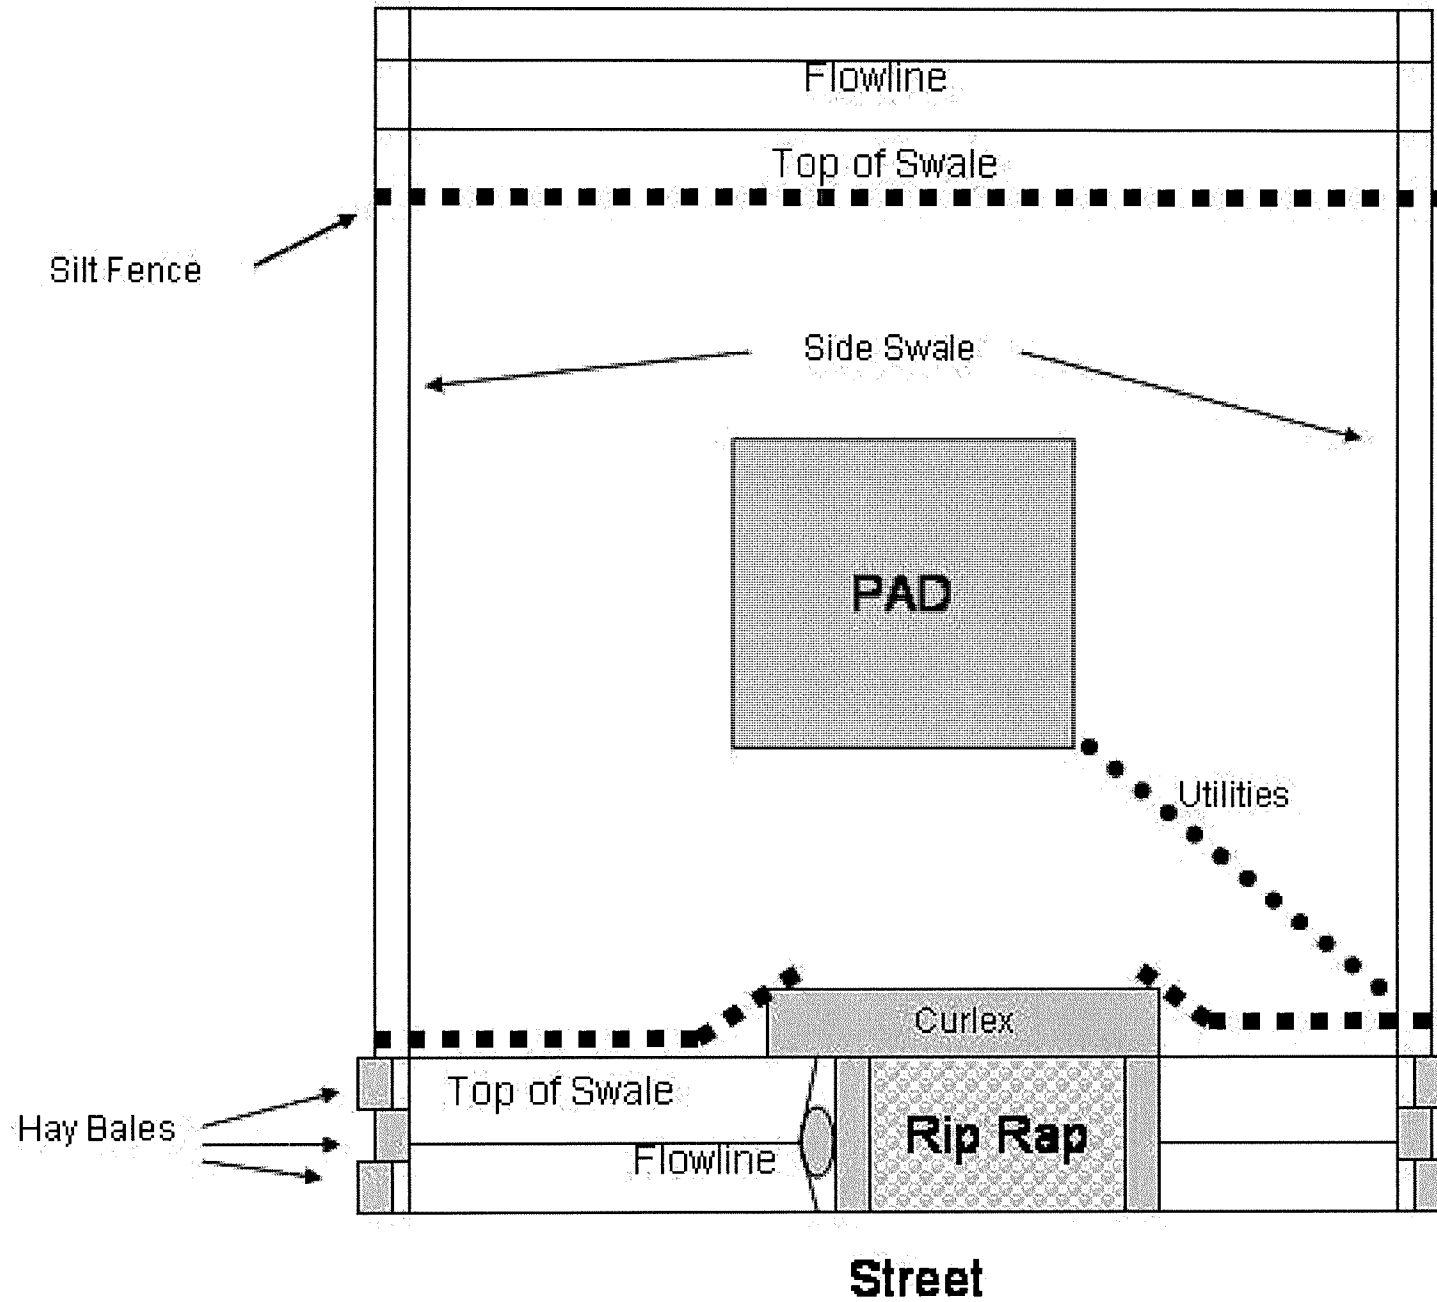 Flowline
Top of Swale
Silt Fence
Side Swale
PAD
Utilities
Curlex
Top of Swale
Hay Bales
Rip Rap
Flowline
Street